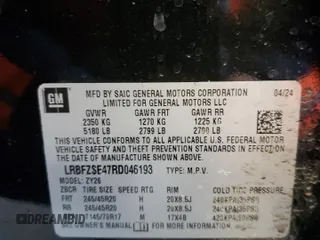 GM
MFD BY SAIC GENERAL MOTORS CORPORATION 04/24
LIMITED FOR GENERAL MOTORS LLC
GVWR GAWR FRT GAWR RR
2350 KG 1270 KG 1225 KG
5180 LB 2799 LB 2700 LB
THIS VEHICLE CONFORMS TO ALL APPLICABLE U.S. FEDERAL
MOTOR VEHICLE SAFETY, BUMPER, AND THEFT PREVENTION
STANDARDS IN EFFECT ON THE DATE OF MANUFACTURE
SHOWN ABOVE.
LRBFZSE47RD046193 TYPE: M.P.V.
MODEL: ZY26
ZBCR TIRE SIZE SPEED RTG RIM COLD TIRE PRESSURE
FRT 245/45R20 H 20X8.5J
RR 245/45R20 H 20X8.5J
SPA T145/70R17 M 17X4B
DREAMBID